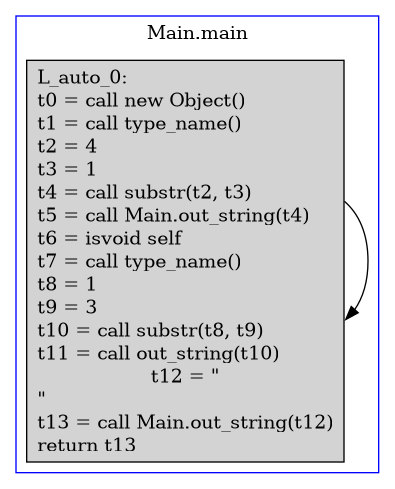 Main.main
L_auto_0:
t0 = call new Object()
t1 = call type_name()
t2 = 4
t3 = 1
t4 = call substr(t2, t3)
t5 = call Main.out_string(t4)
t6 = isvoid self
t7 = call type_name()
t8 = 1
t9 = 3
t10 = call substr(t8, t9)
t11 = call out_string(t10)
t12 = "
"
t13 = call Main.out_string(t12)
return t13